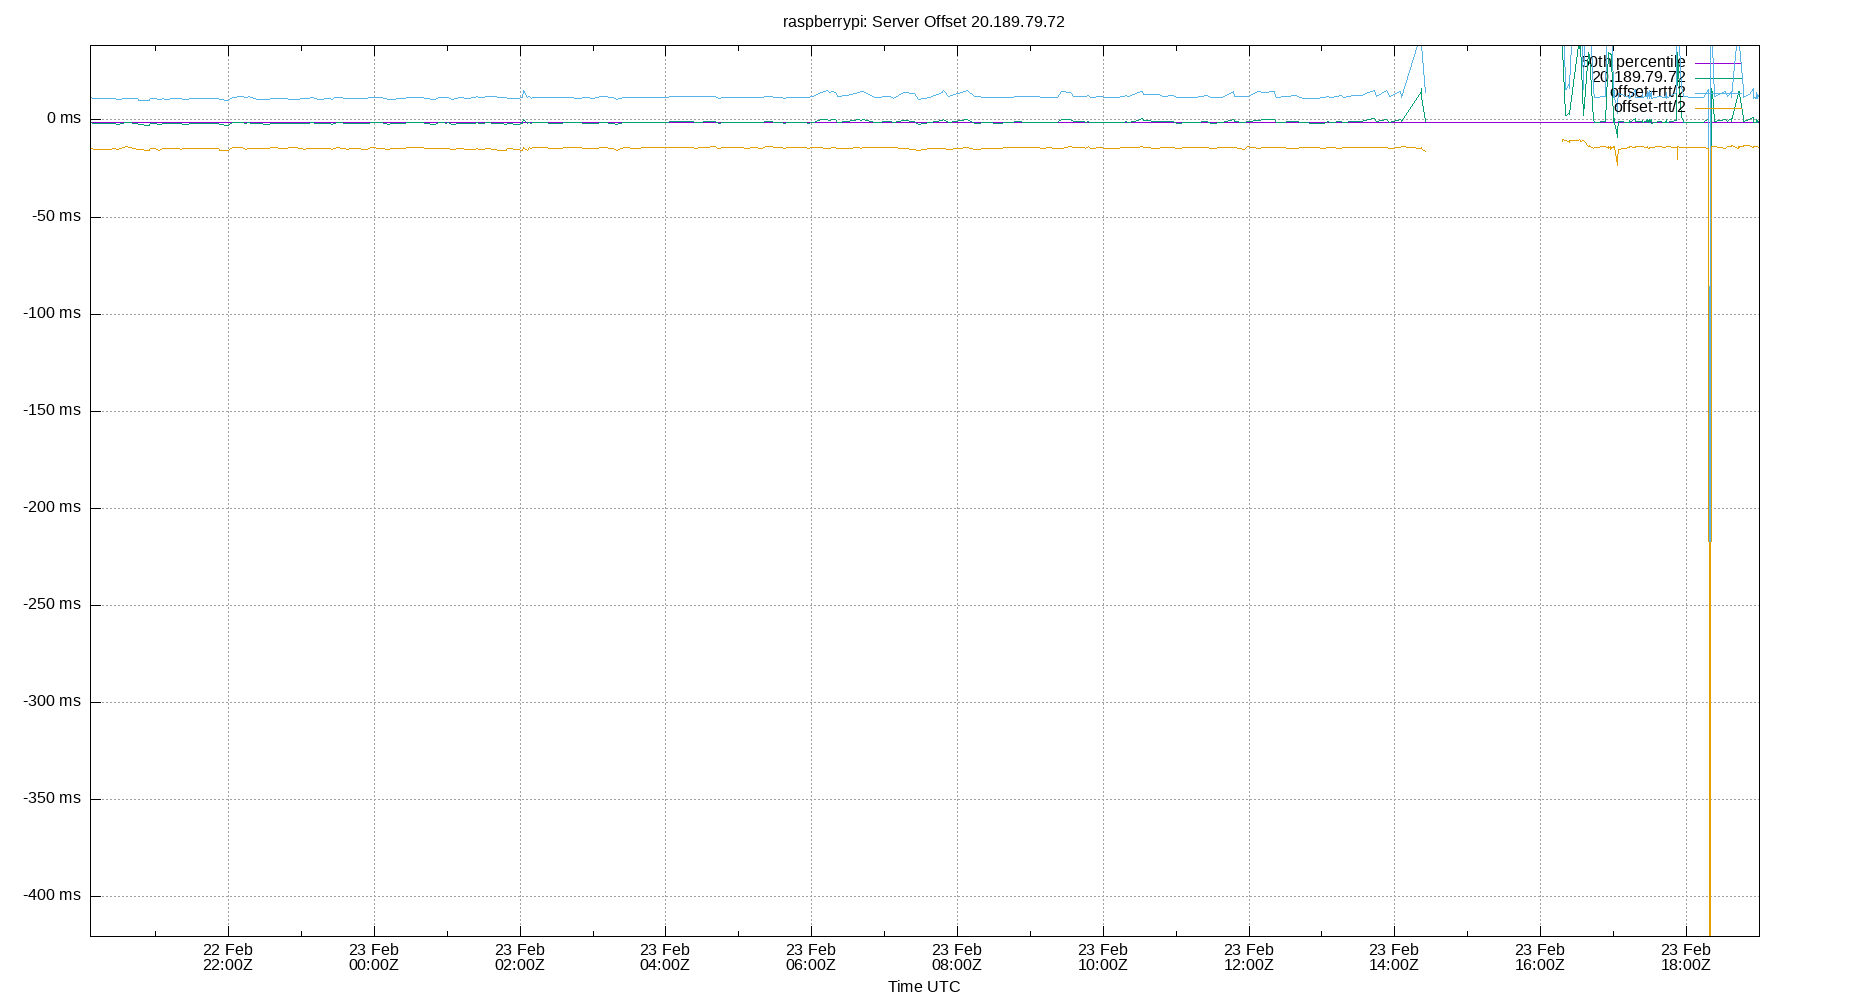 raspberrypi: Server Offset 20.189.79.72
50th percentile
20.189.79.72
offset+rtt/2
offset-rtt/2
0 ms
-50 ms
-100 ms
-150 ms
-200 ms
-250 ms
-300 ms
-350 ms
-400 ms
22 Feb 22:00Z
23 Feb 00:00Z
23 Feb 02:00Z
23 Feb 04:00Z
23 Feb 06:00Z
23 Feb 08:00Z
23 Feb 10:00Z
23 Feb 12:00Z
23 Feb 14:00Z
23 Feb 16:00Z
23 Feb 18:00Z
Time UTC